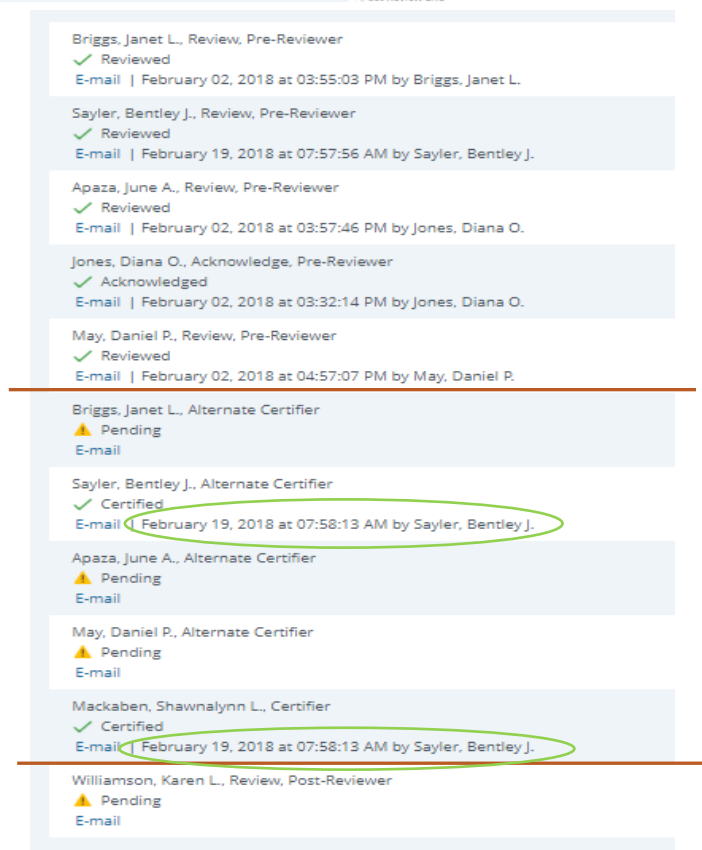 Briggs, Janet L., Review, Pre-Reviewer
Reviewed
E-mail | February 02, 2018 at 03:55:03 PM by Briggs, Janet L.
Sayler, Bentley J., Review, Pre-Reviewer
Reviewed
E-mail | February 19, 2018 at 07:57:56 AM by Sayler, Bentley J.
Apaza, June A., Review, Pre-Reviewer
Reviewed
E-mail | February 02, 2018 at 03:57:46 PM by Jones, Diana O.
Jones, Diana O., Acknowledge, Pre-Reviewer
Acknowledged
E-mail | February 02, 2018 at 03:32:14 PM by Jones, Diana O.
May, Daniel P., Review, Pre-Reviewer
Reviewed
E-mail | February 02, 2018 at 04:57:07 PM by May, Daniel P.
Briggs, Janet L., Alternate Certifier
Pending
E-mail
Sayler, Bentley J., Alternate Certifier
Certified
E-mail | February 19, 2018 at 07:58:13 AM by Sayler, Bentley J.
Apaza, June A., Alternate Certifier
Pending
E-mail
May, Daniel P., Alternate Certifier
Pending
E-mail
Mackaben, Shawnalynn L., Certifier
Certified
E-mail | February 19, 2018 at 07:58:13 AM by Sayler, Bentley J.
Williamson, Karen L., Review, Post-Reviewer
Pending
E-mail